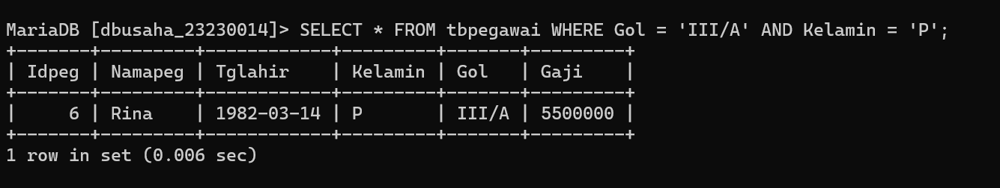 MariaDB [dbusaha_23230014]> SELECT * FROM tbpegawai WHERE Gol = 'III/A' AND Kelamin = 'P';
+-------+---------+------------+---------+-------+---------+
| Idpeg | Namapeg | Tglahir    | Kelamin | Gol   | Gaji    |
+-------+---------+------------+---------+-------+---------+
|     6 | Rina    | 1982-03-14 | P       | III/A | 5500000 |
+-------+---------+------------+---------+-------+---------+
1 row in set (0.006 sec)